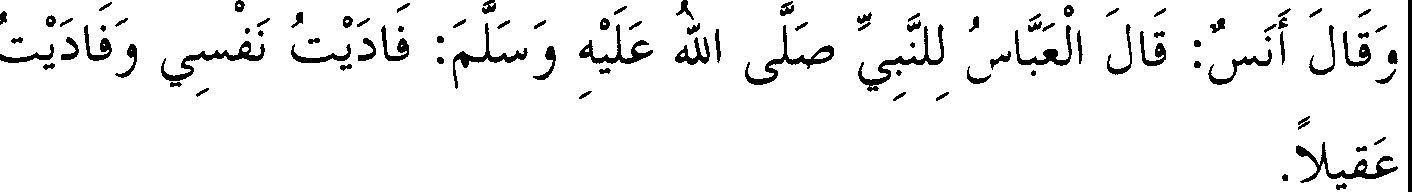 وَقَالَ أَنَسٌ: قَالَ الْعَبَّاسُ لِلنَّبِيِّ صَلَّى اللهُ عَلَيْهِ وَسَلَّمَ: فَادَيْتُ نَفْسِي وَفَادَيْتُ
عَقِيلاً.